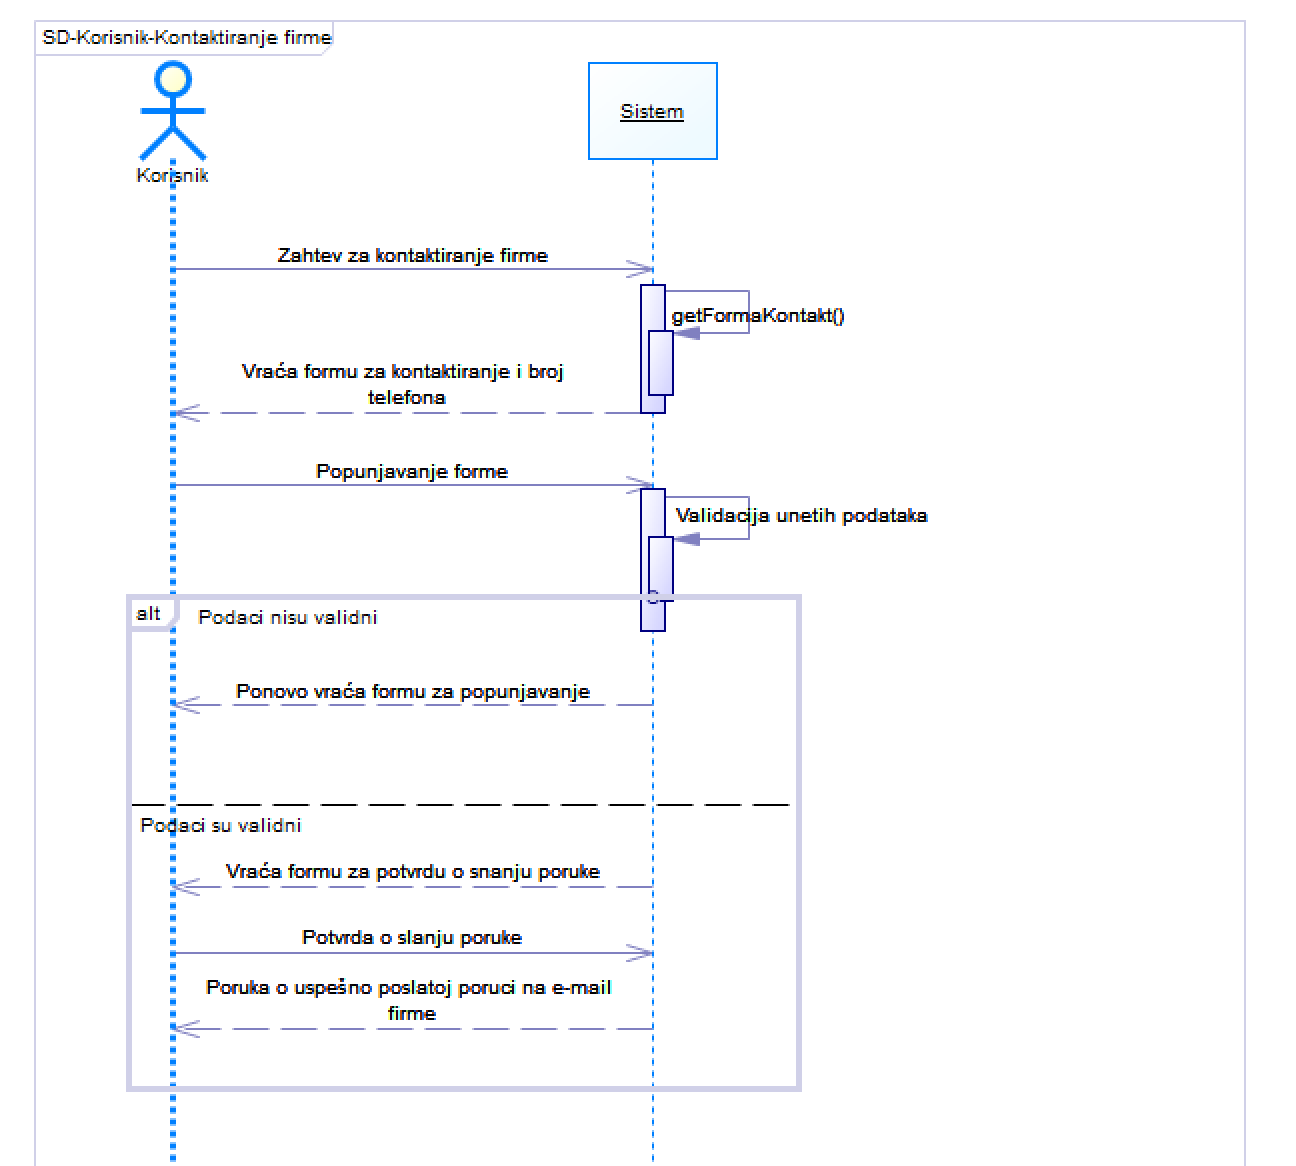 SD-Korisnik-Kontaktiranje firme
Sistem
Korisnik
Zahtev za kontaktiranje firme
getFormaKontakt()
Vraća formu za kontaktiranje i broj
telefona
Popunjavanje forme
Validacija unetih podataka
alt
Podaci nisu validni
Ponovo vraća formu za popunjavanje
Podaci su validni
Vraća formu za potvrdu o snanju poruke
Potvrda o slanju poruke
Poruka o uspešno poslatoj poruci na e-mail
firme